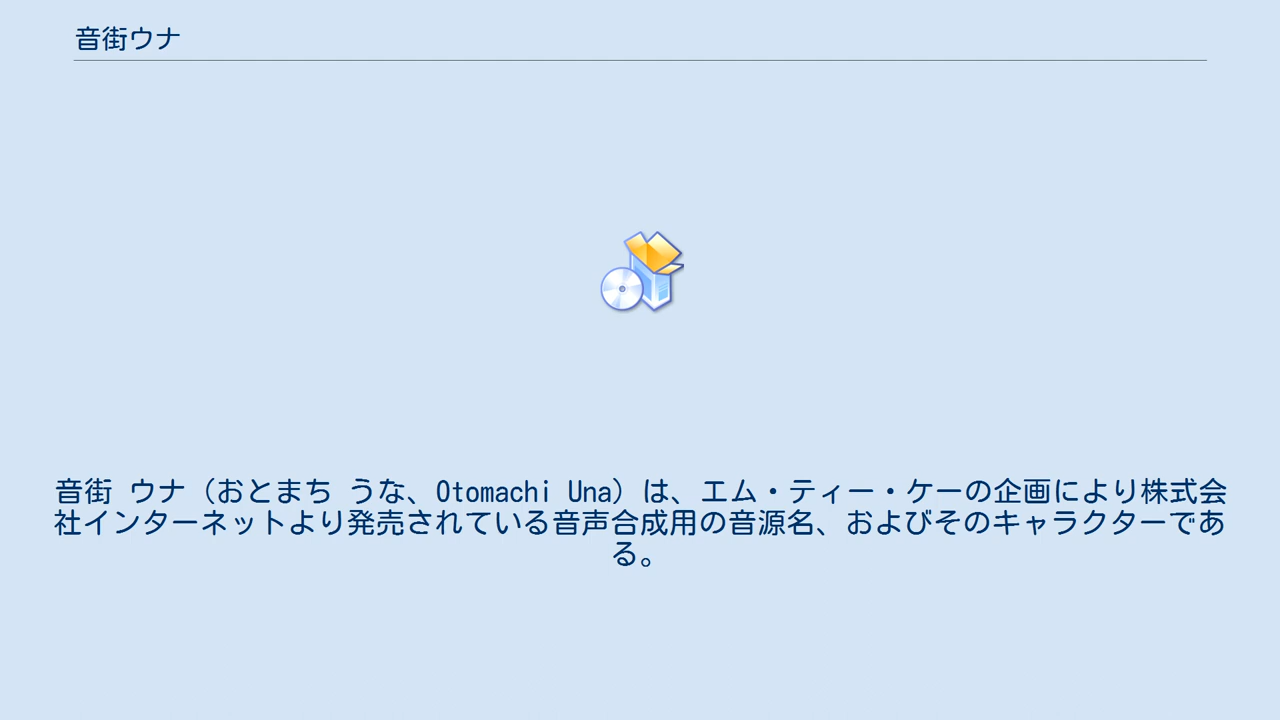 音街ウナ
音街 ウナ（おとまち うな、Otomachi Una）は、エム・ティー・ケーの企画により株式会
社インターネットより発売されている音声合成用の音源名、およびそのキャラクターであ
る。